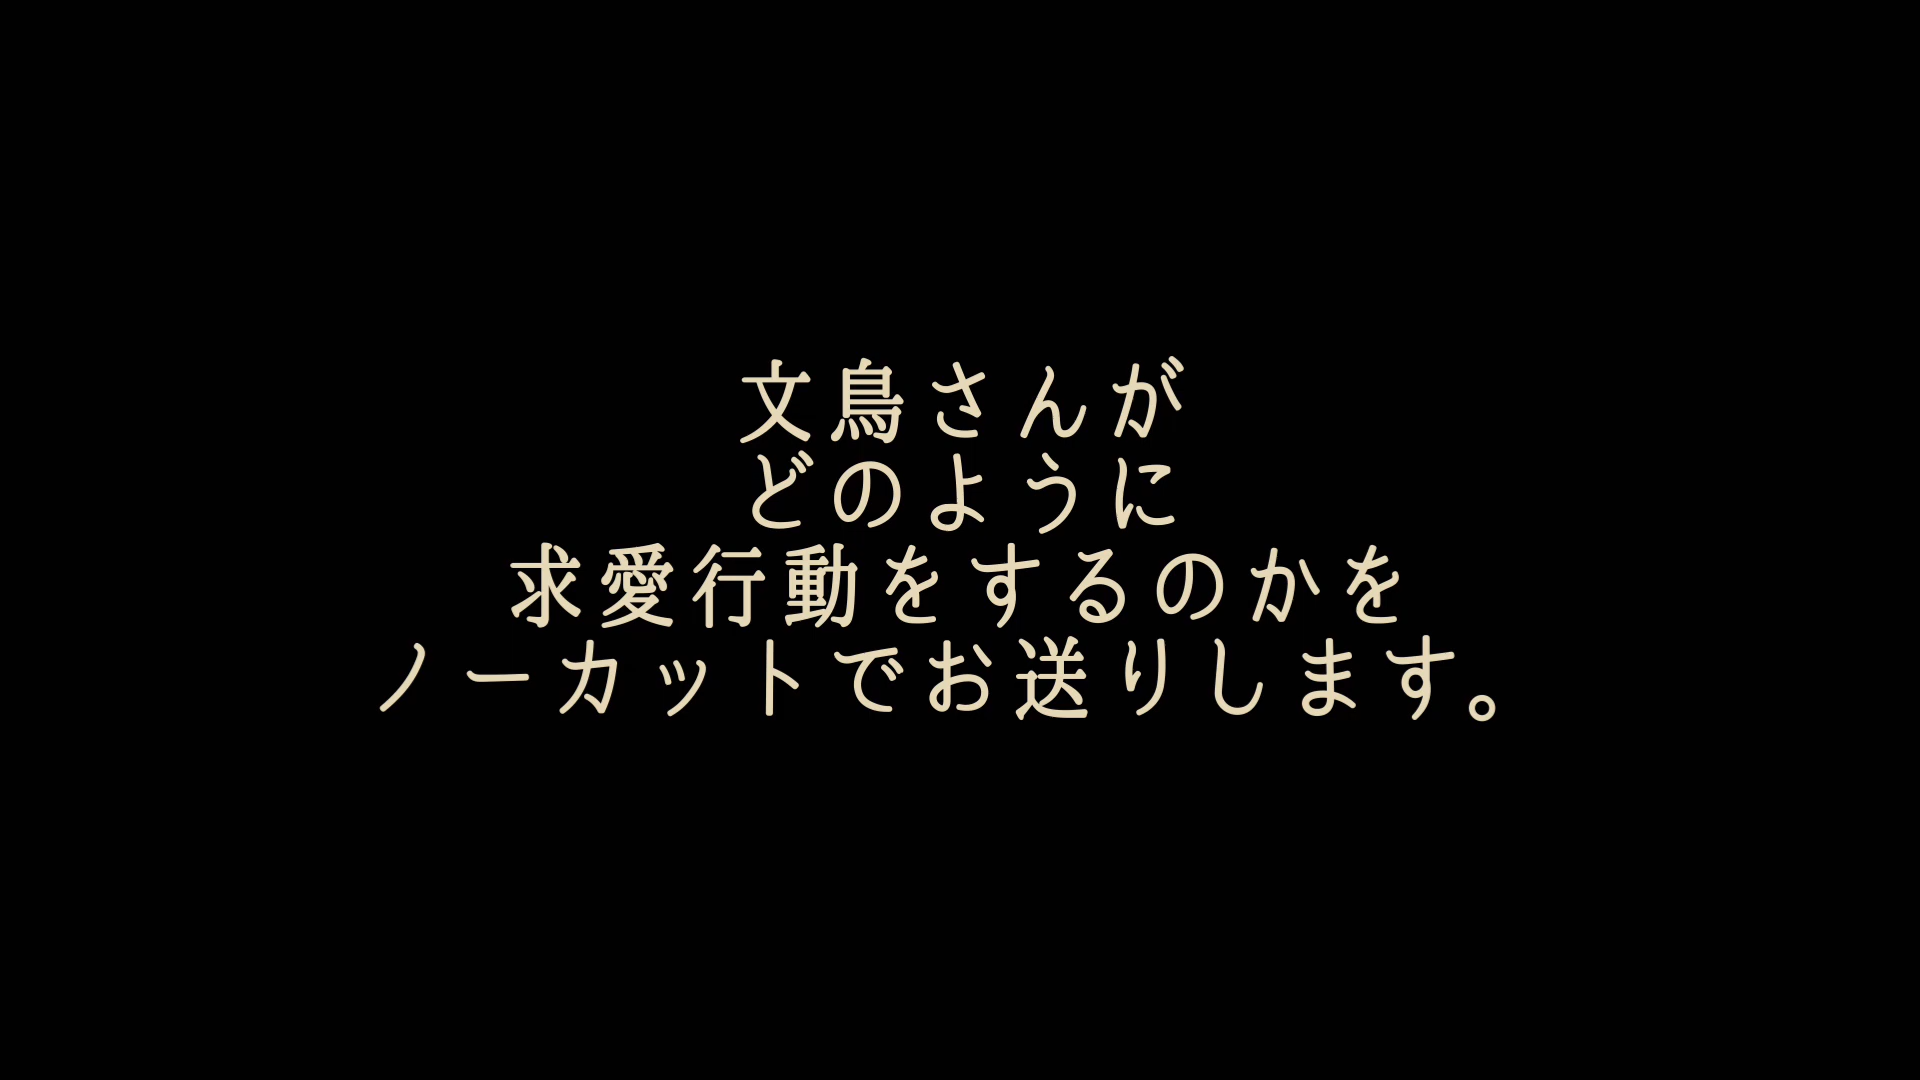 文鳥さんが
どのように
求愛行動をするのかを
ノーカットでお送りします。